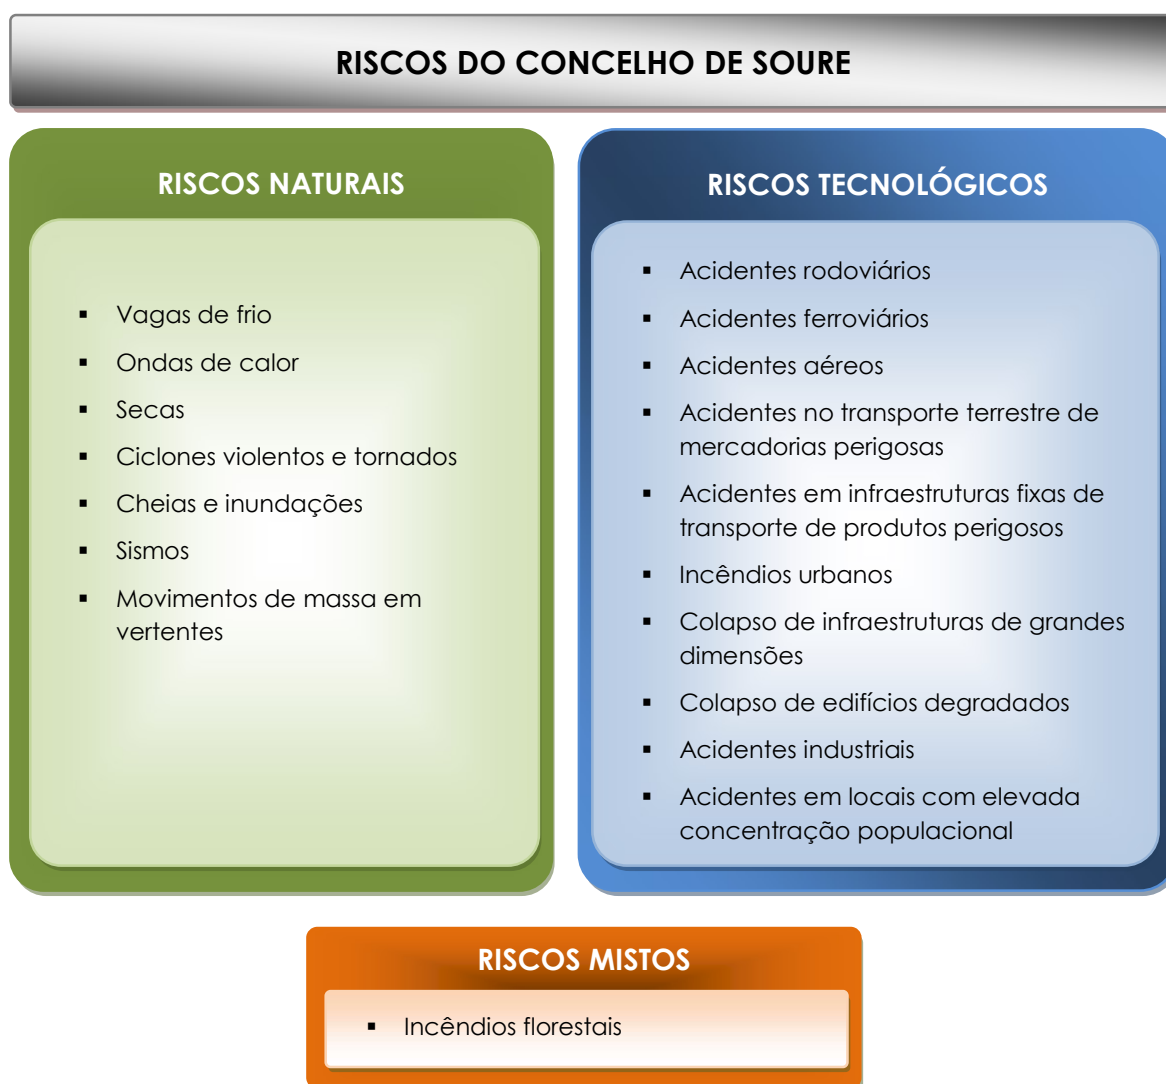 RISCOS DO CONCELHO DE SOURE
RISCOS NATURAIS
▪ Vagas de frio
▪ Ondas de calor
▪ Secas
▪ Ciclones violentos e tornados
▪ Cheias e inundações
▪ Sismos
▪ Movimentos de massa em
vertentes
RISCOS TECNOLÓGICOS
▪ Acidentes rodoviários
▪ Acidentes ferroviários
▪ Acidentes aéreos
▪ Acidentes no transporte terrestre de
mercadorias perigosas
▪ Acidentes em infraestruturas fixas de
transporte de produtos perigosos
▪ Incêndios urbanos
▪ Colapso de infraestruturas de grandes
dimensões
▪ Colapso de edifícios degradados
▪ Acidentes industriais
▪ Acidentes em locais com elevada
concentração populacional
RISCOS MISTOS
▪ Incêndios florestais